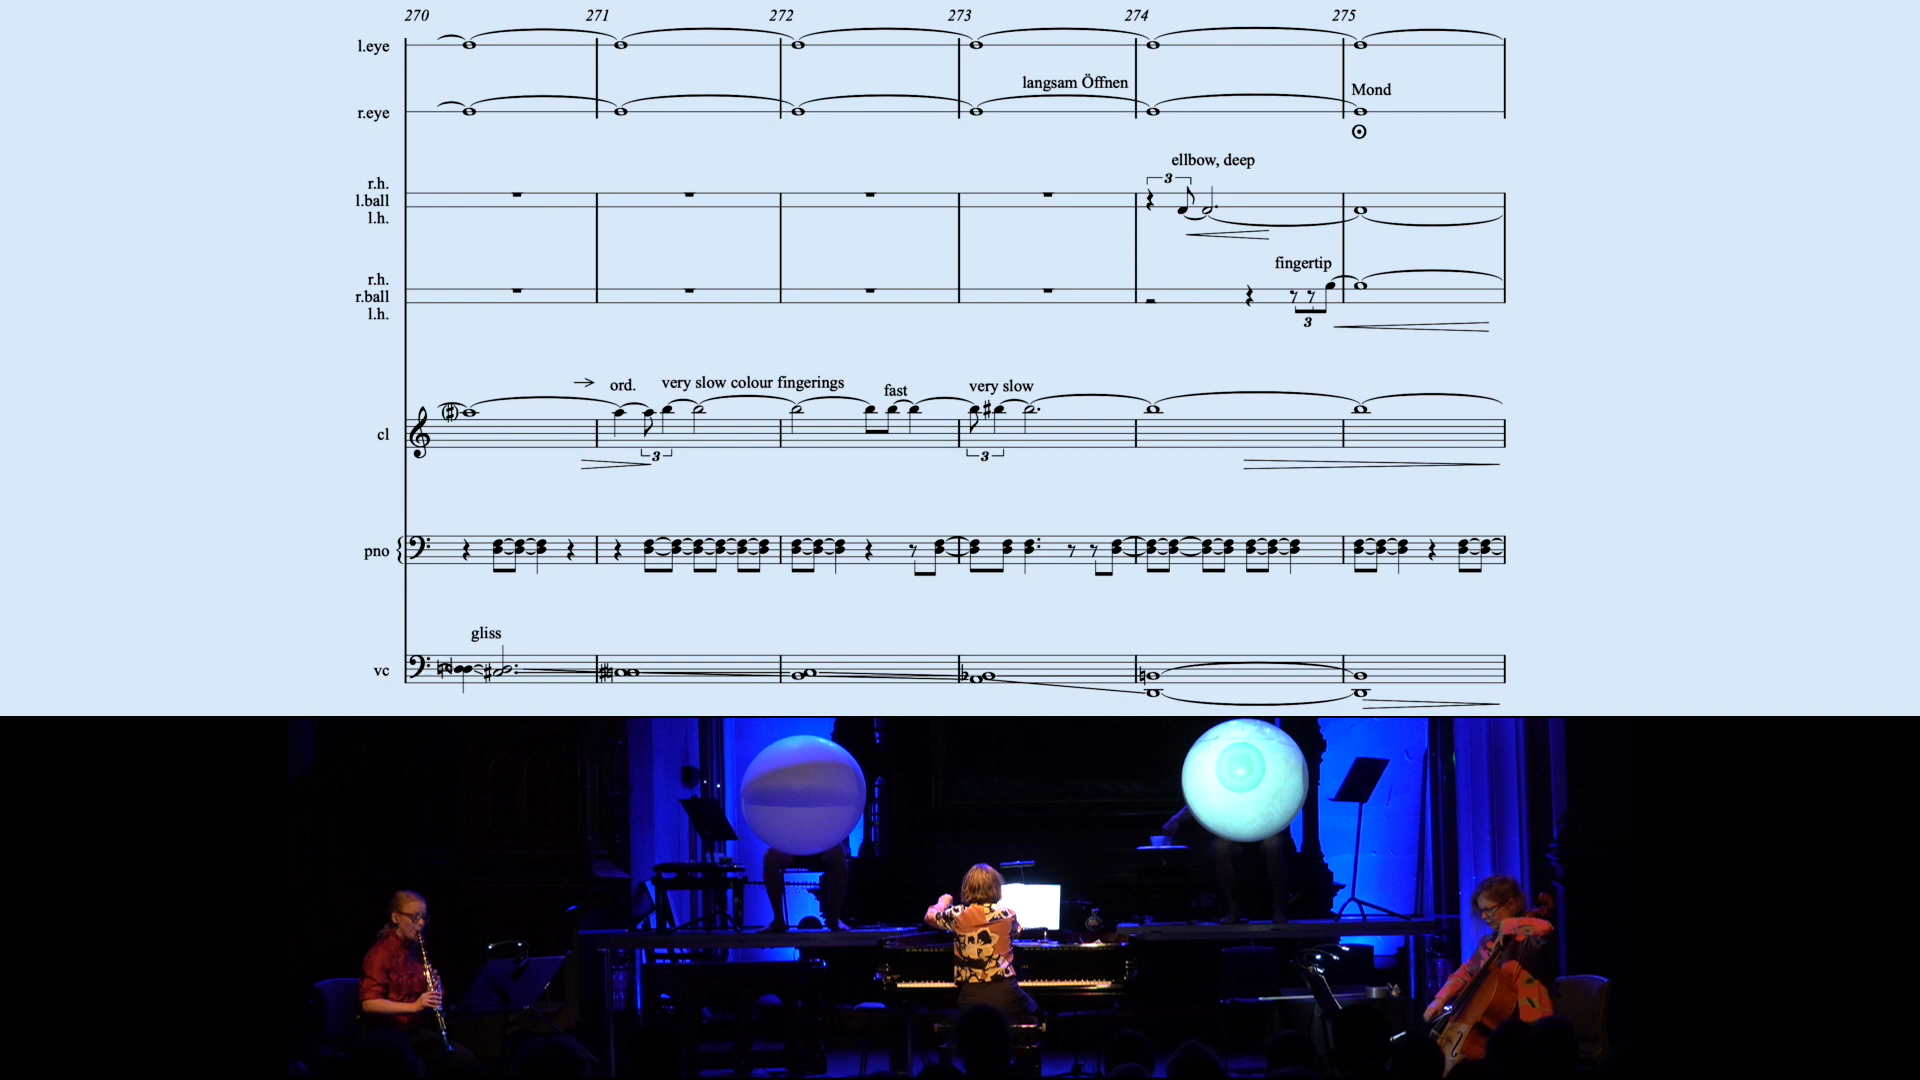 270 271 272 273 274 275
l.eye
langsam Öffnen
Mond
r.eye
ellbow, deep
r.h.
3
l.ball
l.h.
fingertip
r.h.
r.ball
l.h.
3
ord. very slow colour fingerings fast very slow
cl
3 3
pno
gliss
vc